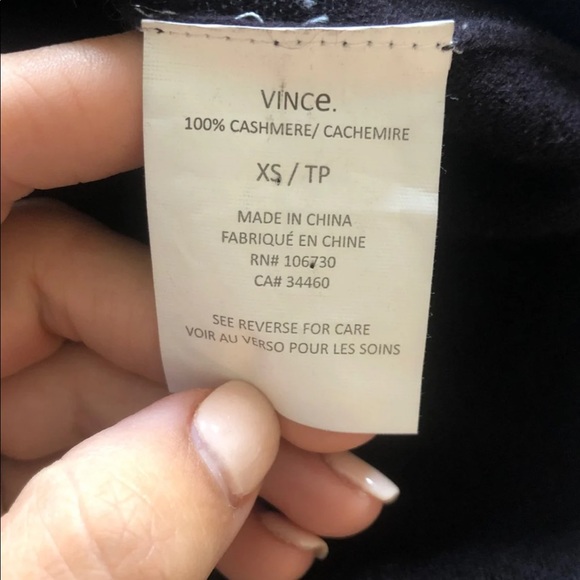 VINCe.
100% CASHMERE/ CACHEMIRE
XS / TP
MADE IN CHINA
FABRIQUÉ EN CHINE
RN# 106730
CA# 34460
SEE REVERSE FOR CARE
VOIR AU VERSO POUR LES SOINS